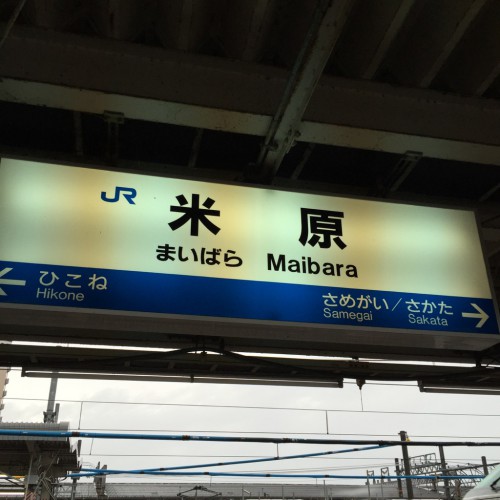 JR 米原
まいばら Maibara
← ひこね さめがい／さかた →
Hikone Samegai Sakata